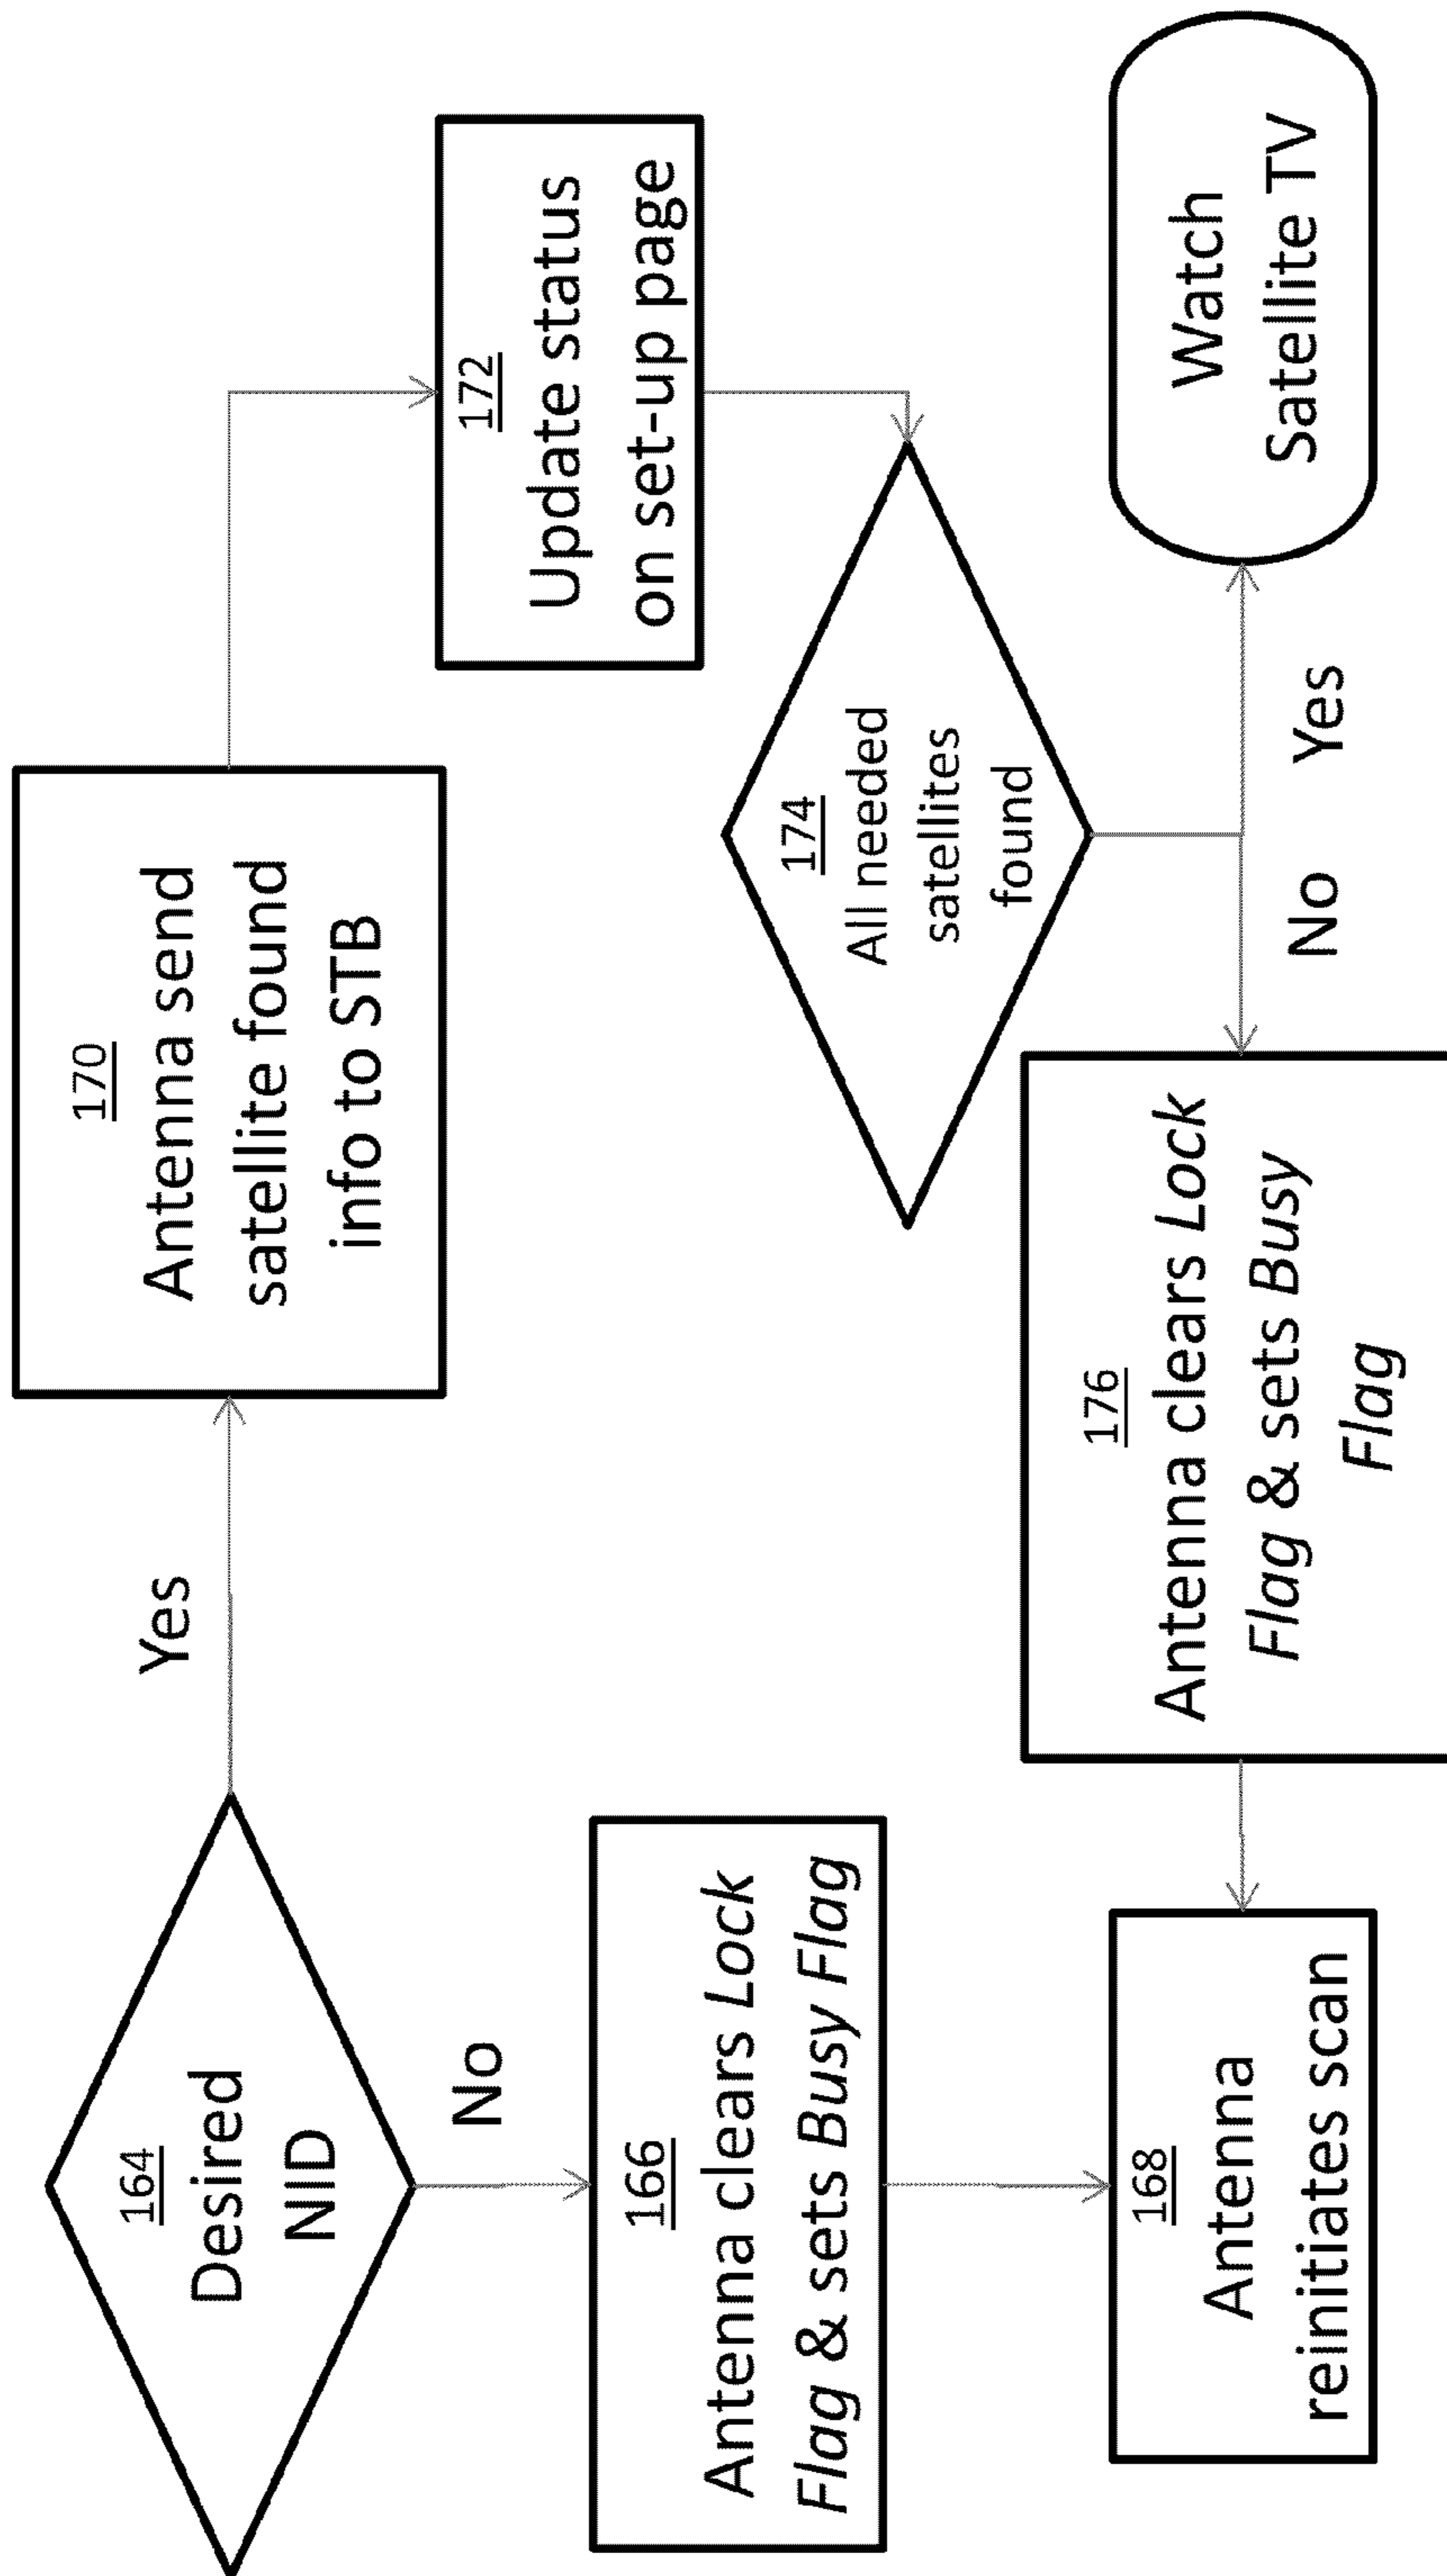 164
Desired
NID
Yes
No
170
Antenna send
satellite found
info to STB
172
Update status
on set-up page
166
Antenna clears Lock
Flag & sets Busy Flag
174
All needed
satellites
found
No
Yes
168
Antenna
reinitiates scan
176
Antenna clears Lock
Flag & sets Busy
Flag
Watch
Satellite TV